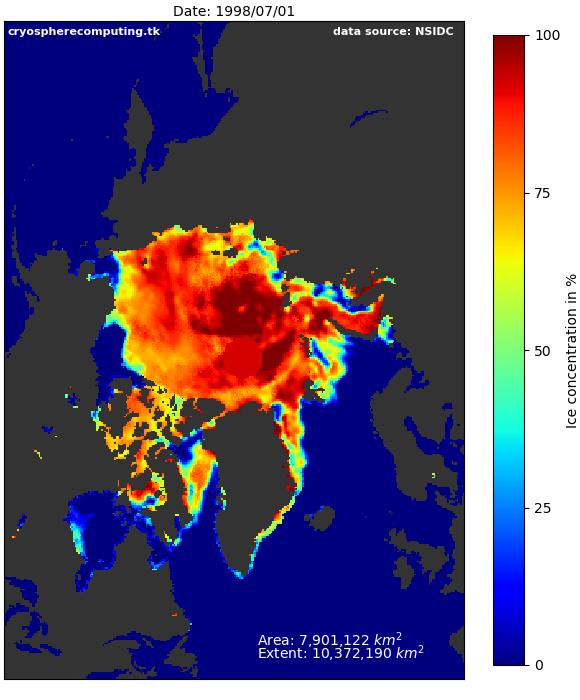 Date: 1998/07/01
cryospherecomputing.tk
data source: NSIDC
100
75
50
25
0
Ice concentration in %
Area: 7,901,122 km²
Extent: 10,372,190 km²